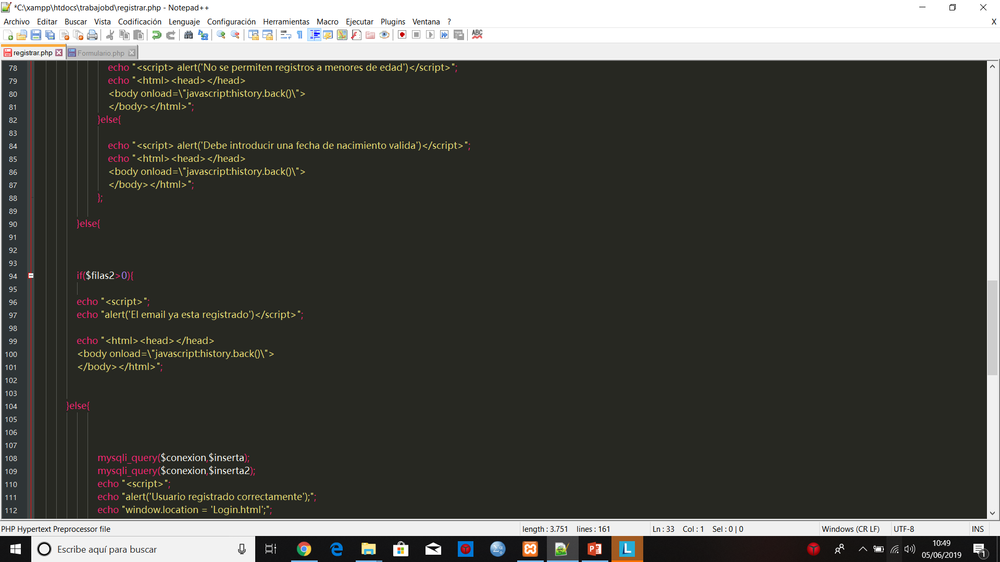 *C:\xampp\htdocs\trabajobd\registrar.php - Notepad++
Archivo Editar Buscar Vista Codificación Lenguaje Configuración Herramientas Macro Ejecutar Plugins Ventana ? X
registrar.php Formulario.php
78 echo "<script> alert('No se permiten registros a menores de edad')</script>";
79 echo "<html><head></head>
80 <body onload=\"javascript:history.back()\">
81 </body></html>";
82 }else{
83
84 echo "<script> alert('Debe introducir una fecha de nacimiento valida')</script>";
85 echo "<html><head></head>
86 <body onload=\"javascript:history.back()\">
87 </body></html>";
88 };
89
90 }else{
91
92
93
94 if($filas2>0){
95
96 echo "<script>";
97 echo "alert('El email ya esta registrado')</script>";
98
99 echo "<html><head></head>
100 <body onload=\"javascript:history.back()\">
101 </body></html>";
102
103
104 }else{
105
106
107
108 mysqli_query($conexion,$inserta);
109 mysqli_query($conexion,$inserta2);
110 echo "<script>";
111 echo "alert('Usuario registrado correctamente');";
112 echo "window.location = 'Login.html';";
PHP Hypertext Preprocessor file length : 3.751 lines : 161 Ln : 33 Col : 1 Sel : 0 | 0 Windows (CR LF) UTF-8 INS
Escribe aquí para buscar
10:49
05/06/2019
1